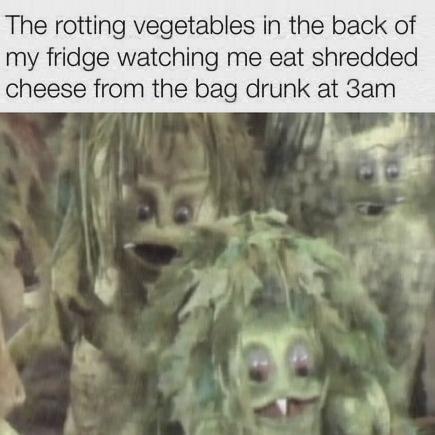 The rotting vegetables in the back of
my fridge watching me eat shredded
cheese from the bag drunk at 3am